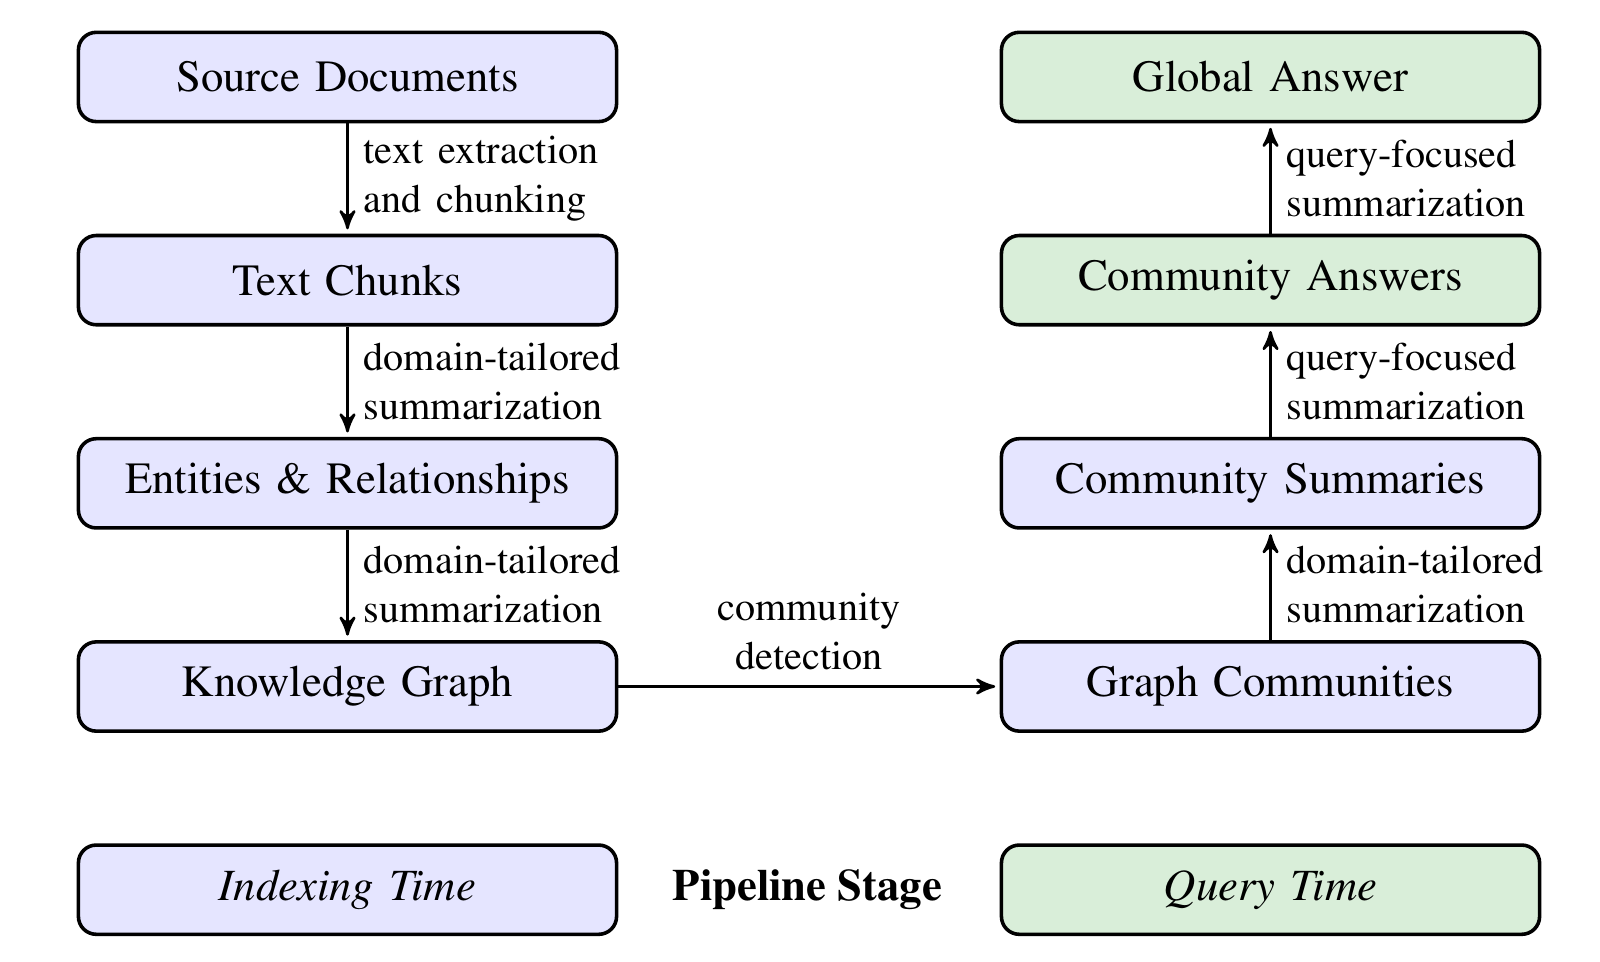 Source Documents
text extraction
and chunking
Text Chunks
domain-tailored
summarization
Entities & Relationships
domain-tailored
summarization
Knowledge Graph
community
detection
Global Answer
query-focused
summarization
Community Answers
query-focused
summarization
Community Summaries
domain-tailored
summarization
Graph Communities
Indexing Time
Pipeline Stage
Query Time